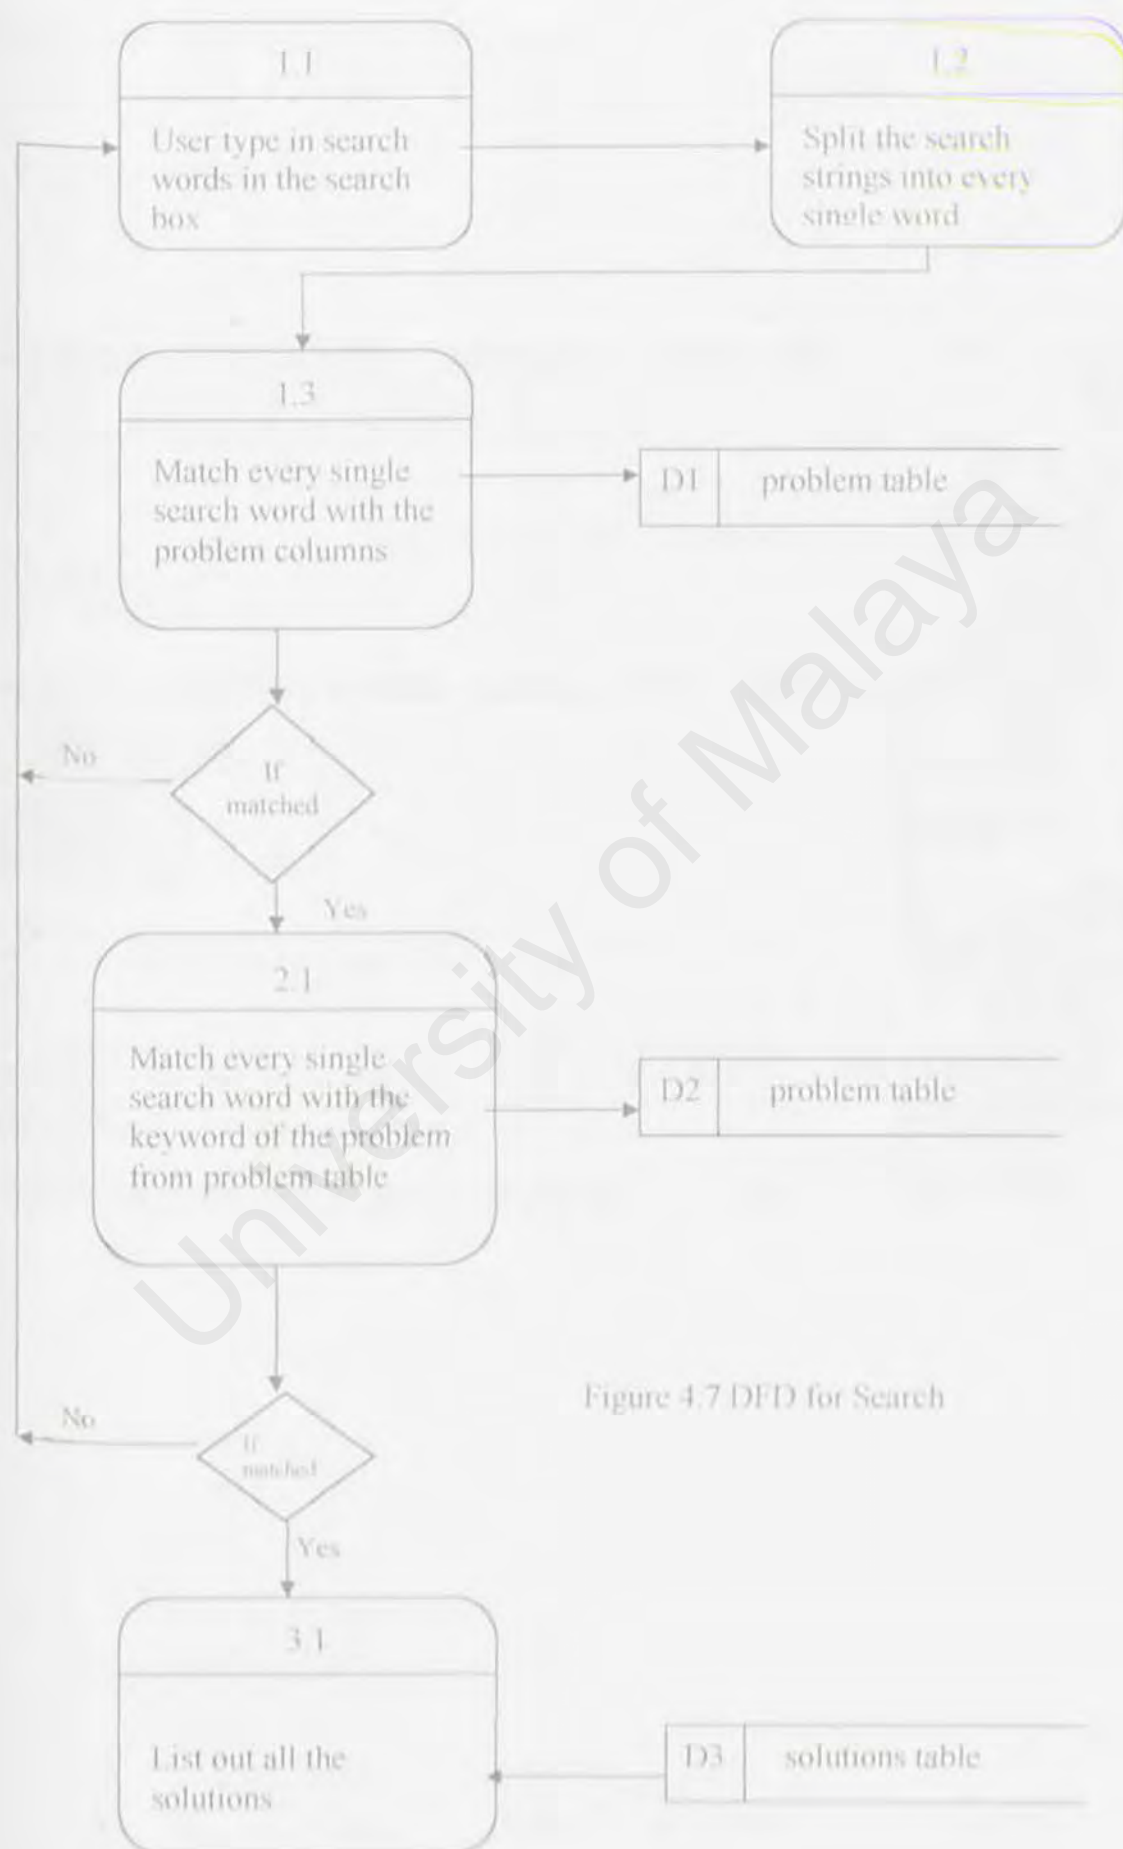 1.1
User type in search
words in the search
box
1.2
Split the search
strings into every
single word
1.3
Match every single
search word with the
problem columns
D1
problem table
If
matched
No
Yes
2.1
Match every single
search word with the
keyword of the problem
from problem table
D2
problem table
If
matched
No
Yes
Figure 4.7 DFD for Search
3.1
List out all the
solutions
D3
solutions table
University of Malaya